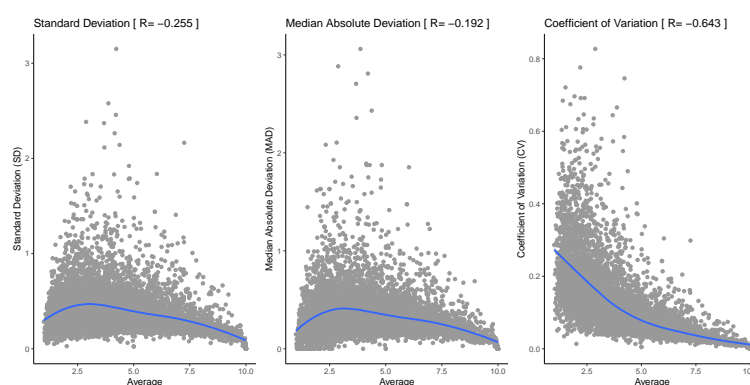 Standard Deviation [ R= −0.255 ]
3
2
1
0
Standard Deviation (SD)
2.5 5.0 7.5 10.0
Average
Median Absolute Deviation [ R= −0.192 ]
3
2
1
0
Median Absolute Deviation (MAD)
2.5 5.0 7.5 10.0
Average
Coefficient of Variation [ R= −0.643 ]
0.8
0.6
0.4
0.2
0.0
Coefficient of Variation (CV)
2.5 5.0 7.5 10.0
Average